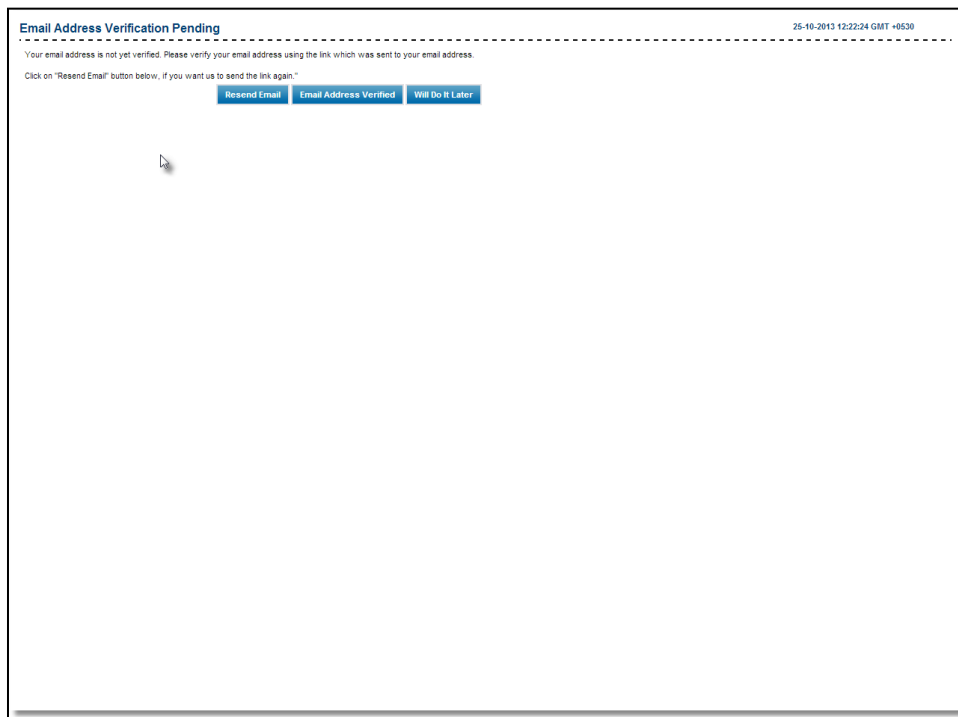 Email Address Verification Pending
25-10-2013 12:22:24 GMT +0530
Your email address is not yet verified. Please verify your email address using the link which was sent to your email address.
Click on "Resend Email" button below, if you want us to send the link again."
Resend Email Email Address Verified Will Do It Later